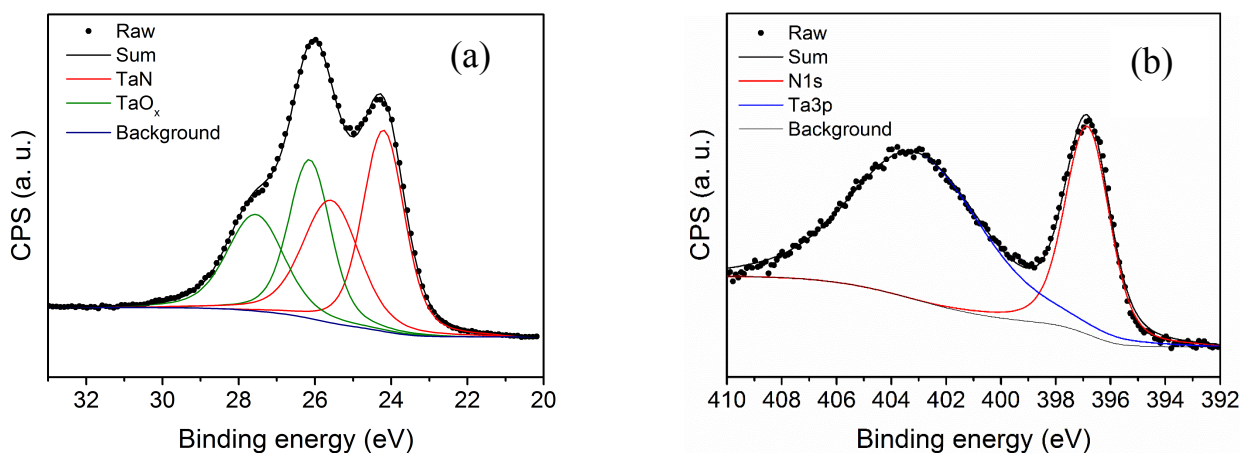 Raw
Sum
TaN
TaOx
Background
(a)
CPS (a. u.)
32 30 28 26 24 22 20
Binding energy (eV)
Raw
Sum
N1s
Ta3p
Background
(b)
CPS (a. u.)
410 408 406 404 402 400 398 396 394 392
Binding energy (eV)